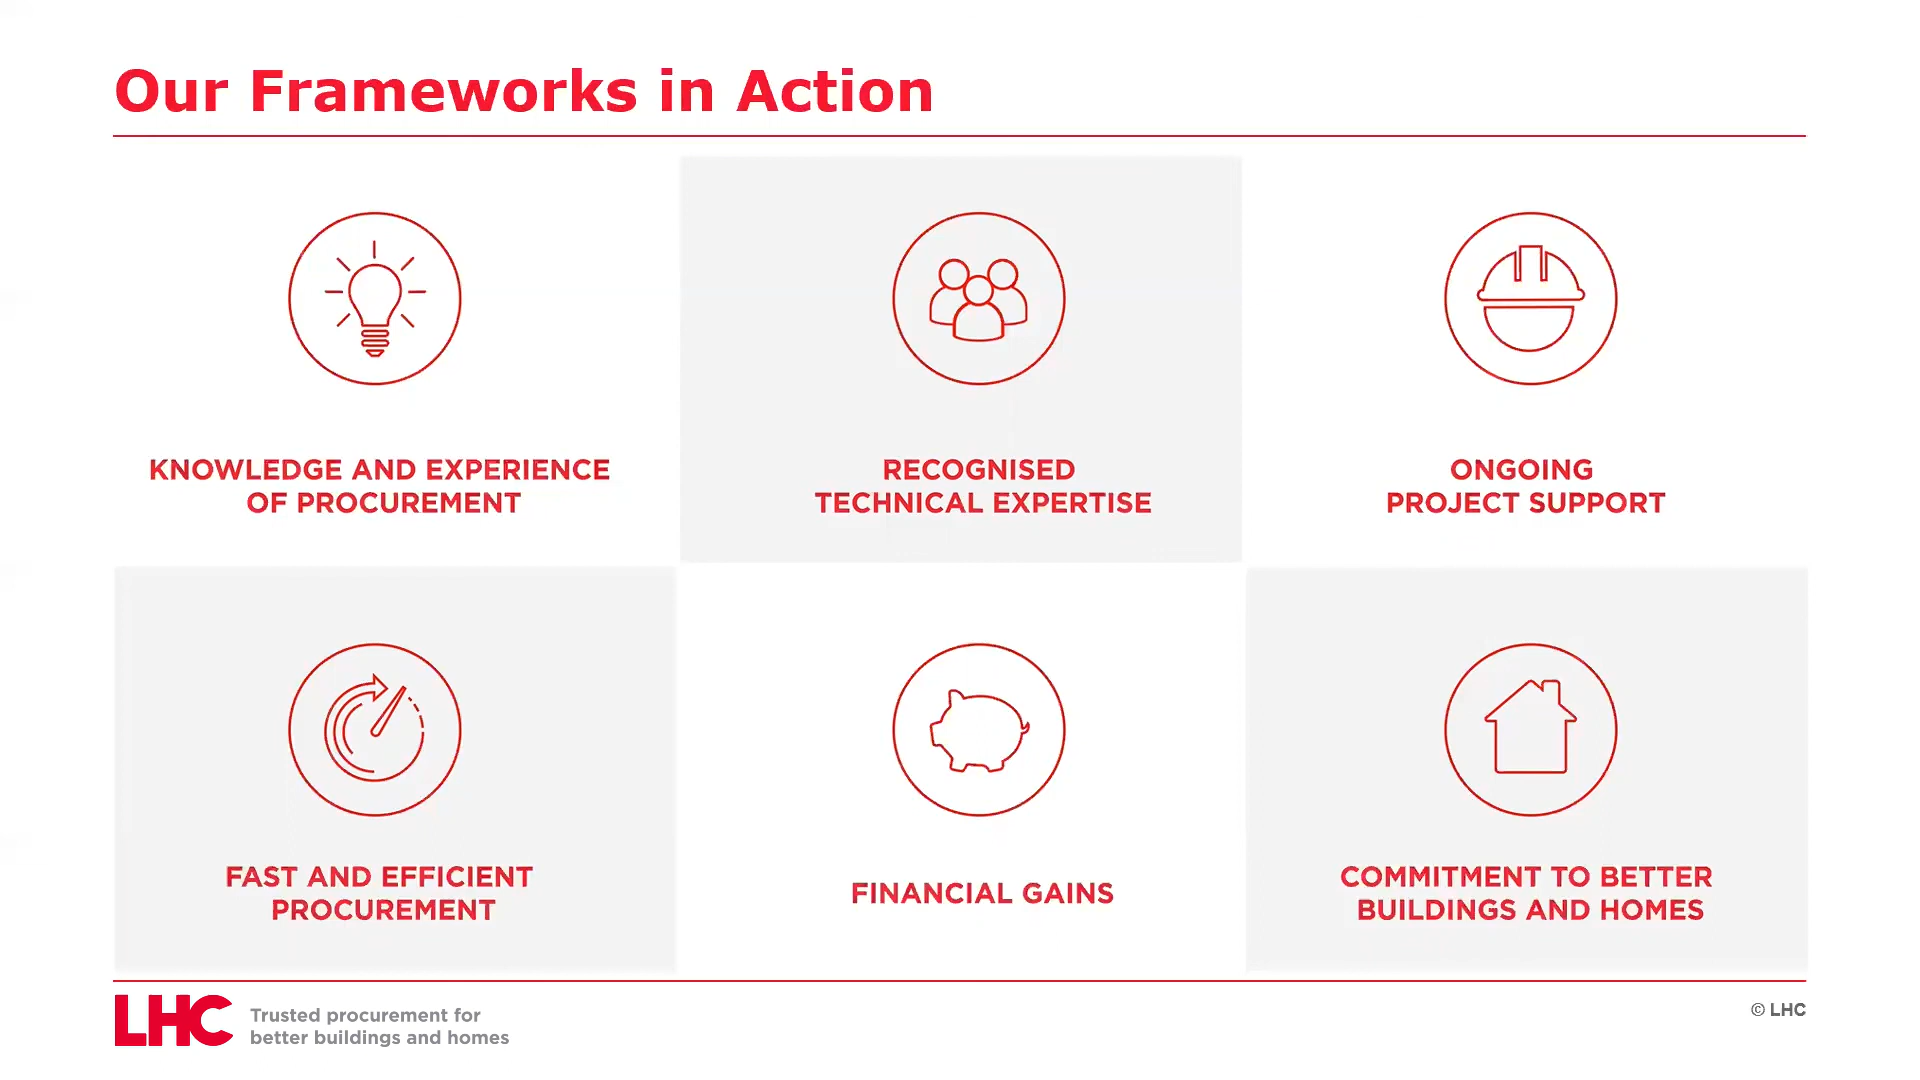 Our Frameworks in Action
KNOWLEDGE AND EXPERIENCE
OF PROCUREMENT
RECOGNISED
TECHNICAL EXPERTISE
ONGOING
PROJECT SUPPORT
FAST AND EFFICIENT
PROCUREMENT
FINANCIAL GAINS
COMMITMENT TO BETTER
BUILDINGS AND HOMES
LHC
Trusted procurement for
better buildings and homes
© LHC